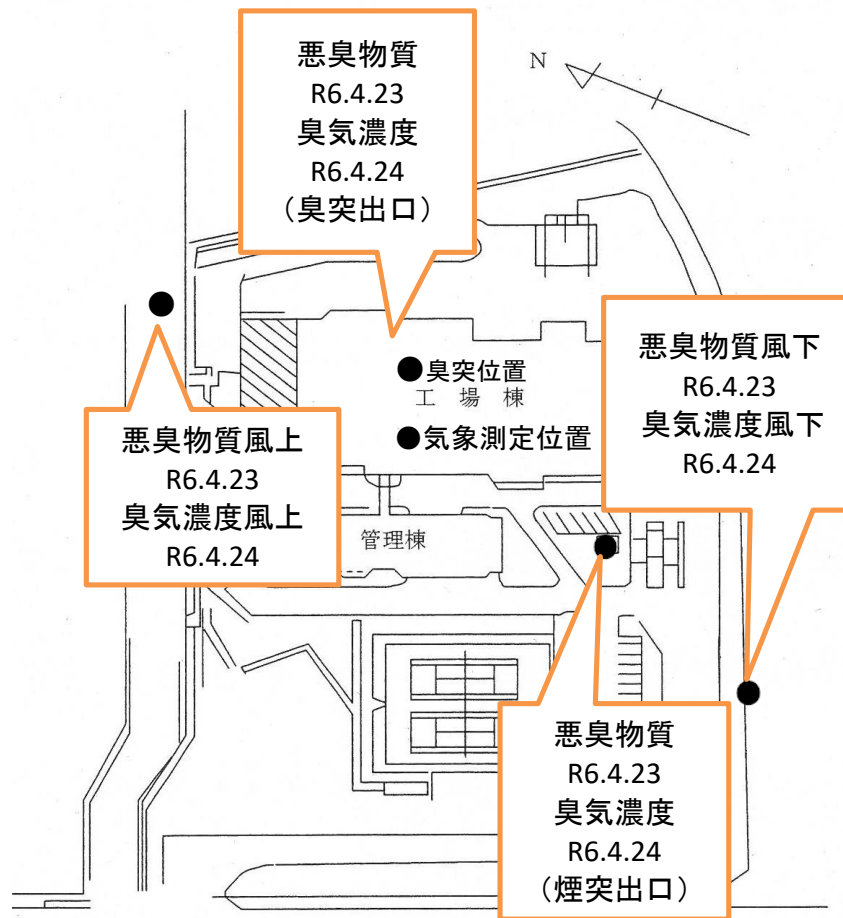 悪臭物質
R6.4.23
臭気濃度
R6.4.24
（臭突出口）
N
悪臭物質風下
R6.4.23
臭気濃度風下
R6.4.24
●臭突位置
工場棟
●気象測定位置
悪臭物質風上
R6.4.23
臭気濃度風上
R6.4.24
管理棟
悪臭物質
R6.4.23
臭気濃度
R6.4.24
（煙突出口）